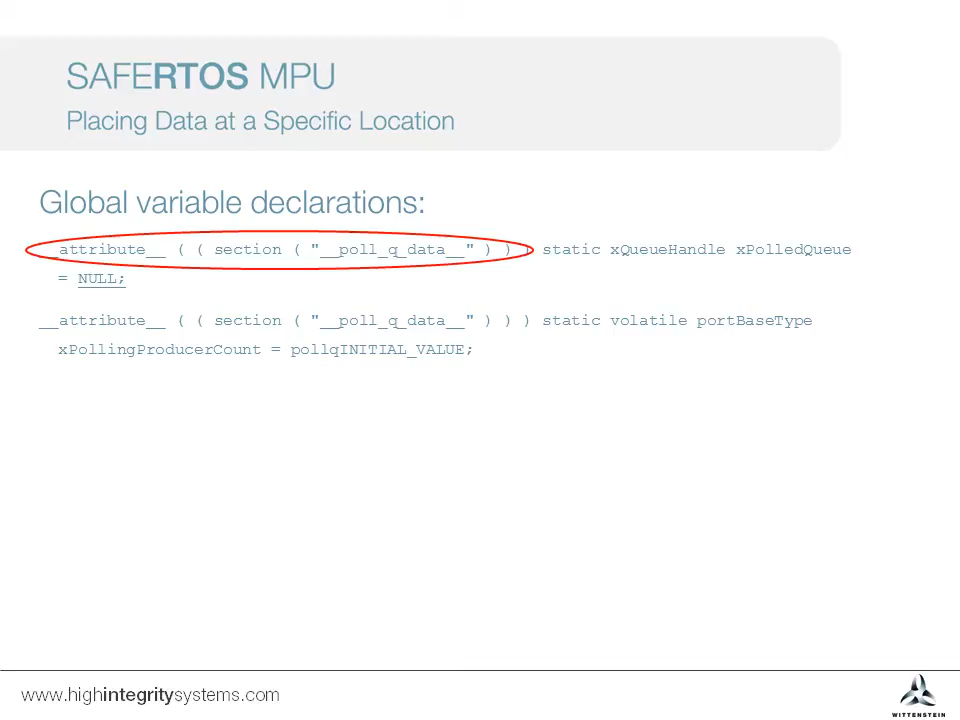 SAFERTOS MPU
Placing Data at a Specific Location
Global variable declarations:
__attribute__ ( ( section ( "__poll_q_data__" ) ) ) static xQueueHandle xPolledQueue
= NULL;
__attribute__ ( ( section ( "__poll_q_data__" ) ) ) static volatile portBaseType
xPollingProducerCount = pollqINITIAL_VALUE;
www.highintegritysystems.com
WITTENSTEIN